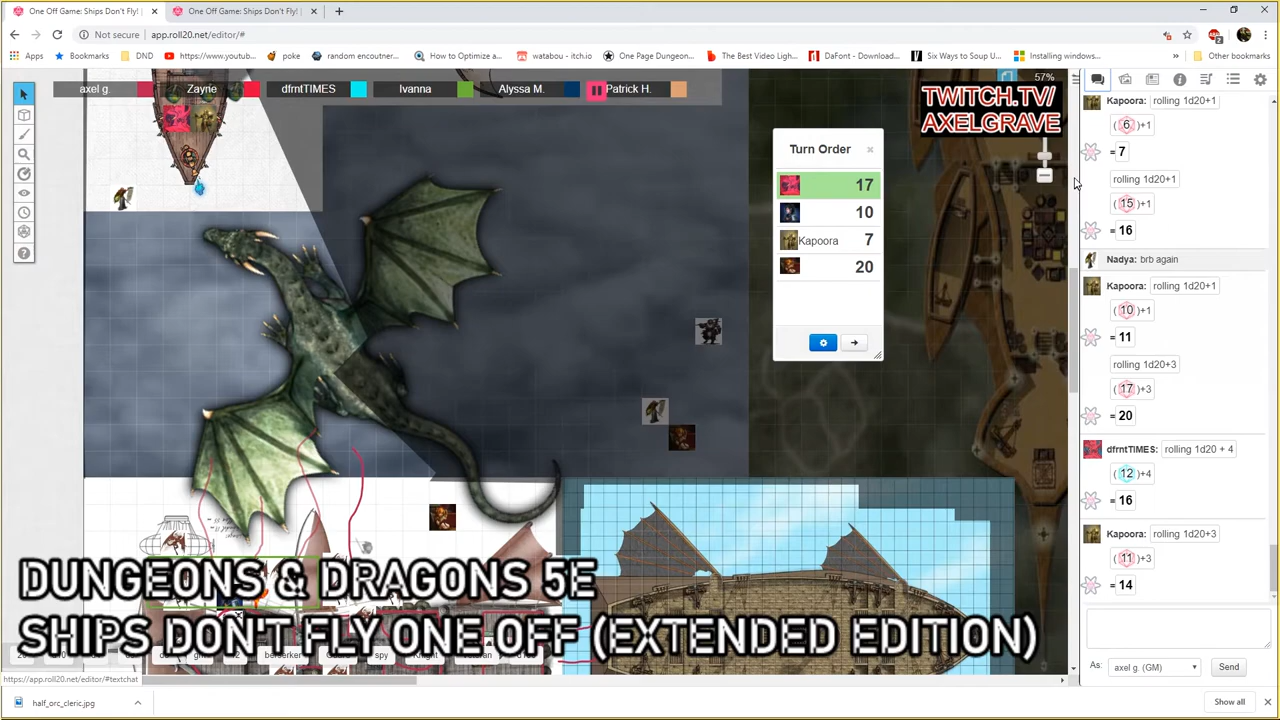 One Off Game: Ships Don't Fly! | ×
One Off Game: Ships Don't Fly! | ×
Not secure | app.roll20.net/editor/#
Apps
Bookmarks
DND
https://www.youtube...
poke
random encoutner...
How to Optimize a...
watabou - itch.io
One Page Dungeon...
The Best Video Ligh...
DaFont - Download...
Six Ways to Soup U...
Installing windows...
Other bookmarks
axel g.
Zayne
dfrntTIMES
Ivanna
Alyssa M.
Patrick H.
57%
TWITCH.TV/
AXELGRAVE
Turn Order
17
10
Kapoora 7
20
Kapoora: rolling 1d20+1
(6)+1
= 7
rolling 1d20+1
(15)+1
= 16
Nadya: brb again
Kapoora: rolling 1d20+1
(10)+1
= 11
rolling 1d20+3
(17)+3
= 20
dfrntTIMES: rolling 1d20 + 4
(12)+4
= 16
Kapoora: rolling 1d20+3
(11)+3
= 14
As: axel g. (GM)
Send
DUNGEONS & DRAGONS 5E
SHIPS DON'T FLY ONE OFF (EXTENDED EDITION)
berserker
spy
https://app.roll20.net/editor/#textchat
half_orc_cleric.jpg
Show all